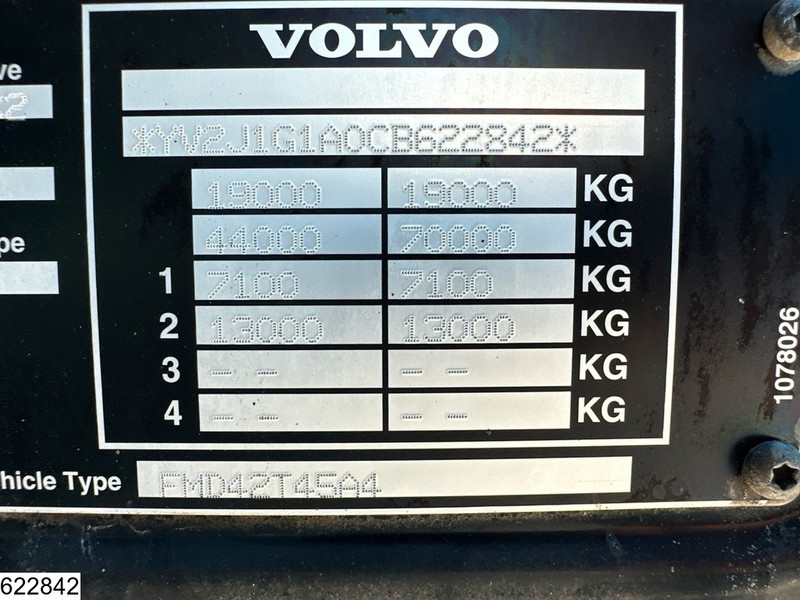 VOLVO
ve
*YV2J1G1A0CB622842*
19000 19000 KG
44000 70000 KG
pe
1 7100 7100 KG
2 13000 13000 KG
3 -- -- KG
4 -- -- KG
1078026
hicle Type FMD42T45A4
622842